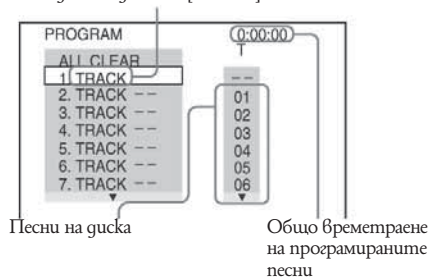 PROGRAM 0:00:00
T
ALL CLEAR
1. TRACK
2. TRACK – –
3. TRACK – –
4. TRACK – –
5. TRACK – –
6. TRACK – –
7. TRACK – –
– –
01
02
03
04
05
06
Песни на диска
Общо времетраене
на програмираните
песни